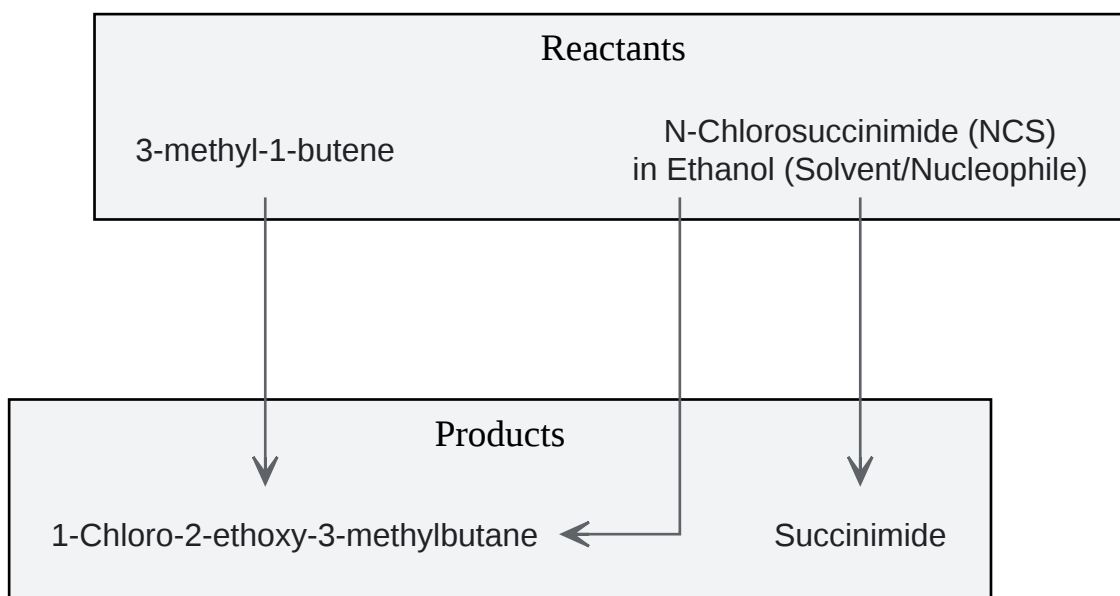 Reactants
3-methyl-1-butene
N-Chlorosuccinimide (NCS)
in Ethanol (Solvent/Nucleophile)
Products
1-Chloro-2-ethoxy-3-methylbutane
Succinimide